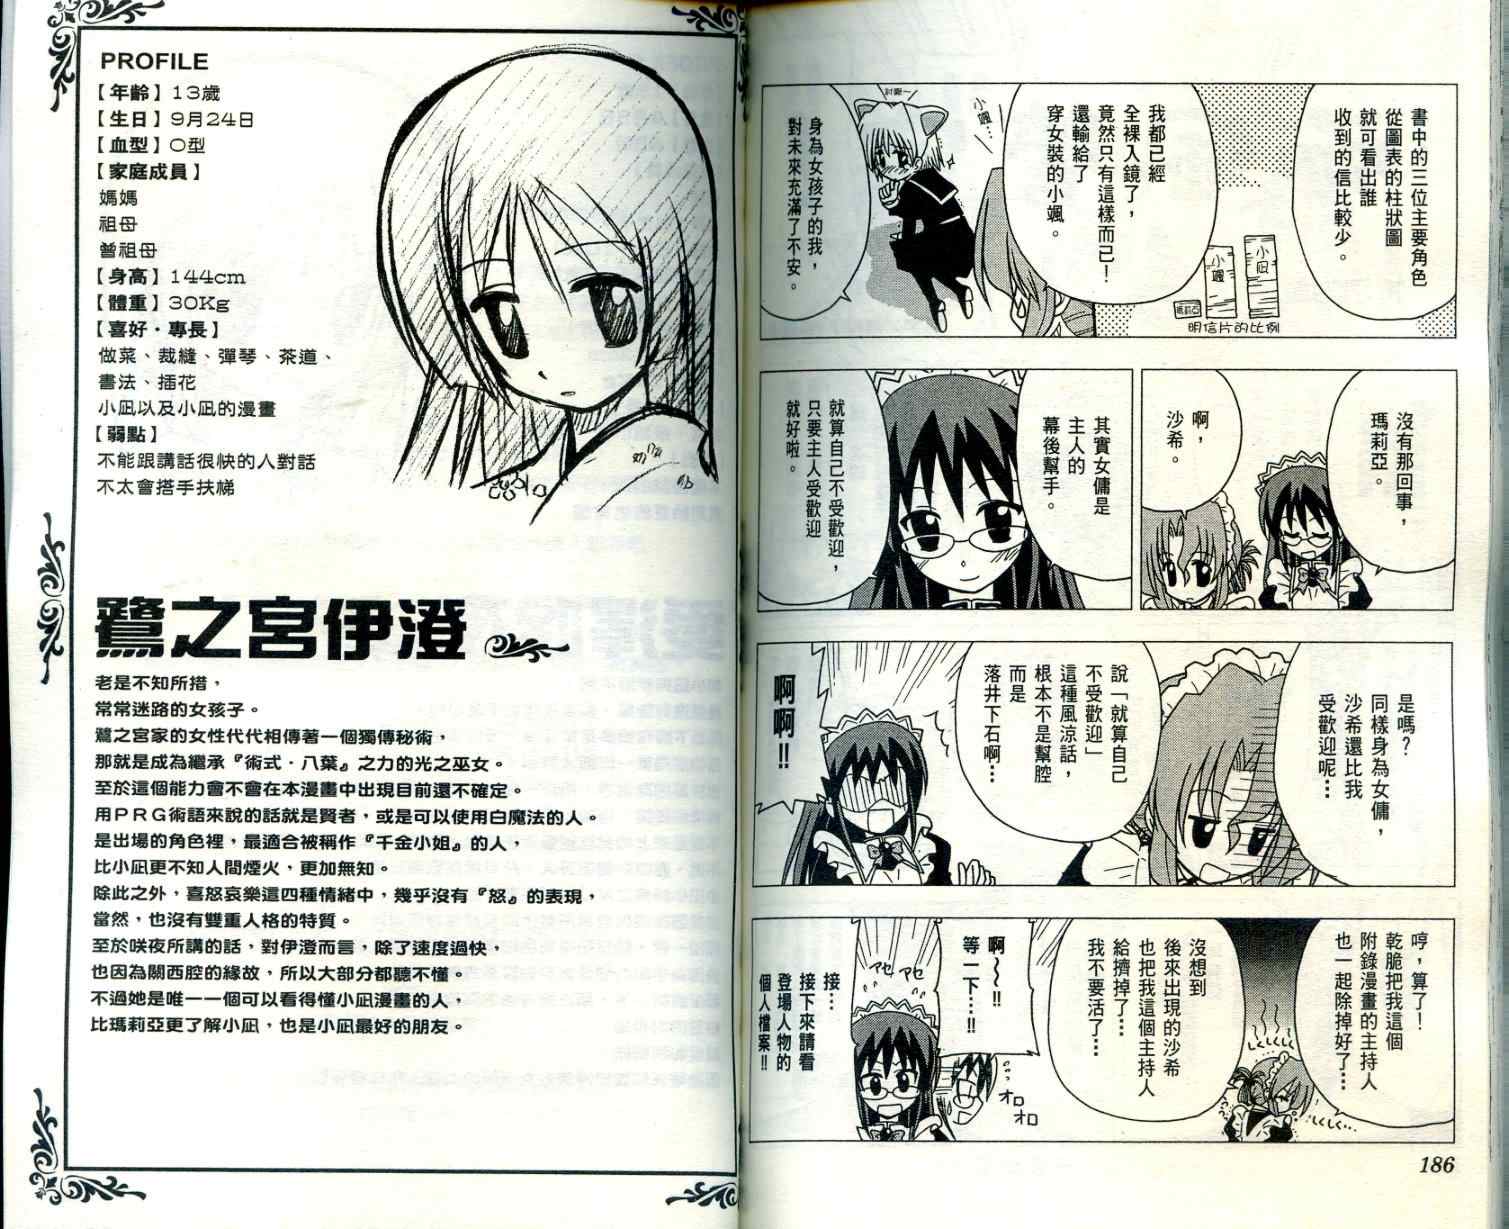 書中的三位主要角色
從圖表的柱狀圖
就可看出誰
收到的信比較少。
小凪
小颯
瑪莉亞
明信片的比例
我都已經
全裸入鏡了，
竟然只有這樣而已！
還輸給了
穿女裝的小颯。
小颯…
討厭～
身為女孩子的我，
對未來充滿了不安。
沒有那回事，
瑪莉亞。
啊，
沙希。
其實女傭是
主人的
幕後幫手。
就算自己不受歡迎，
只要主人受歡迎
就好啦。
是嗎？
同樣身為女傭，
沙希還比我
受歡迎呢…
說「就算自己
不受歡迎」
這種風涼話，
根本不是幫腔
而是
落井下石啊…
啊啊!!
哼，算了！
乾脆把我這個
附錄漫畫的主持人
也一起除掉好了…
しくしく
しくしく…
沒想到
後來出現的沙希
也把我這個主持人
給擠掉了…
我不要活了…
啊～～!!
等一下…!!
オロ
オロ
アセ
アセ
接…
接下來請看
登場人物的
個人檔案!!
186
PROFILE
【年齡】13歲
【生日】9月24日
【血型】O型
【家庭成員】
媽媽
祖母
曾祖母
【身高】144cm
【體重】30Kg
【喜好・專長】
做菜、裁縫、彈琴、茶道、
書法、插花
小凪以及小凪的漫畫
【弱點】
不能跟講話很快的人對話
不太會搭手扶梯
鷺之宮伊澄
老是不知所措，
常常迷路的女孩子。
鷺之宮家的女性代代相傳著一個獨傳秘術，
那就是成為繼承『術式・八葉』之力的光之巫女。
至於這個能力會不會在本漫畫中出現目前還不確定。
用PRG術語來說的話就是賢者，或是可以使用白魔法的人。
是出場的角色裡，最適合被稱作『千金小姐』的人，
比小凪更不知人間煙火，更加無知。
除此之外，喜怒哀樂這四種情緒中，幾乎沒有『怒』的表現，
當然，也沒有雙重人格的特質。
至於咲夜所講的話，對伊澄而言，除了速度過快，
也因為關西腔的緣故，所以大部分都聽不懂。
不過她是唯一一個可以看得懂小凪漫畫的人，
比瑪莉亞更了解小凪，也是小凪最好的朋友。